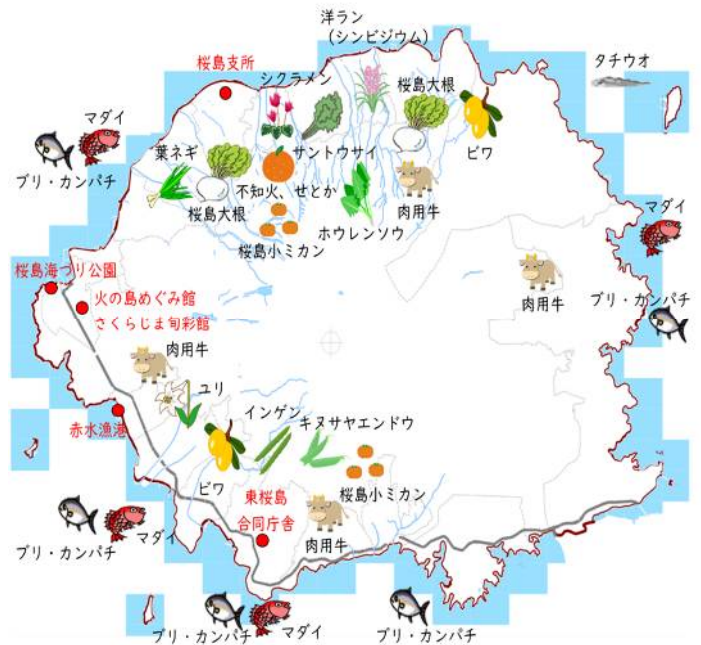 洋ラン
（シンビジウム）
桜島支所
シクラメン
桜島大根
タチウオ
マダイ
ブリ・カンパチ
葉ネギ
サントウサイ
ビワ
不知火、せとか
桜島大根
肉用牛
ホウレンソウ
桜島小ミカン
マダイ
肉用牛
桜島海づり公園
火の島めぐみ館
さくらじま旬彩館
ブリ・カンパチ
肉用牛
ユリ
インゲン
キヌサヤエンドウ
赤水漁港
ビワ
桜島小ミカン
東桜島
合同庁舎
マダイ
肉用牛
ブリ・カンパチ
ブリ・カンパチ
マダイ
ブリ・カンパチ